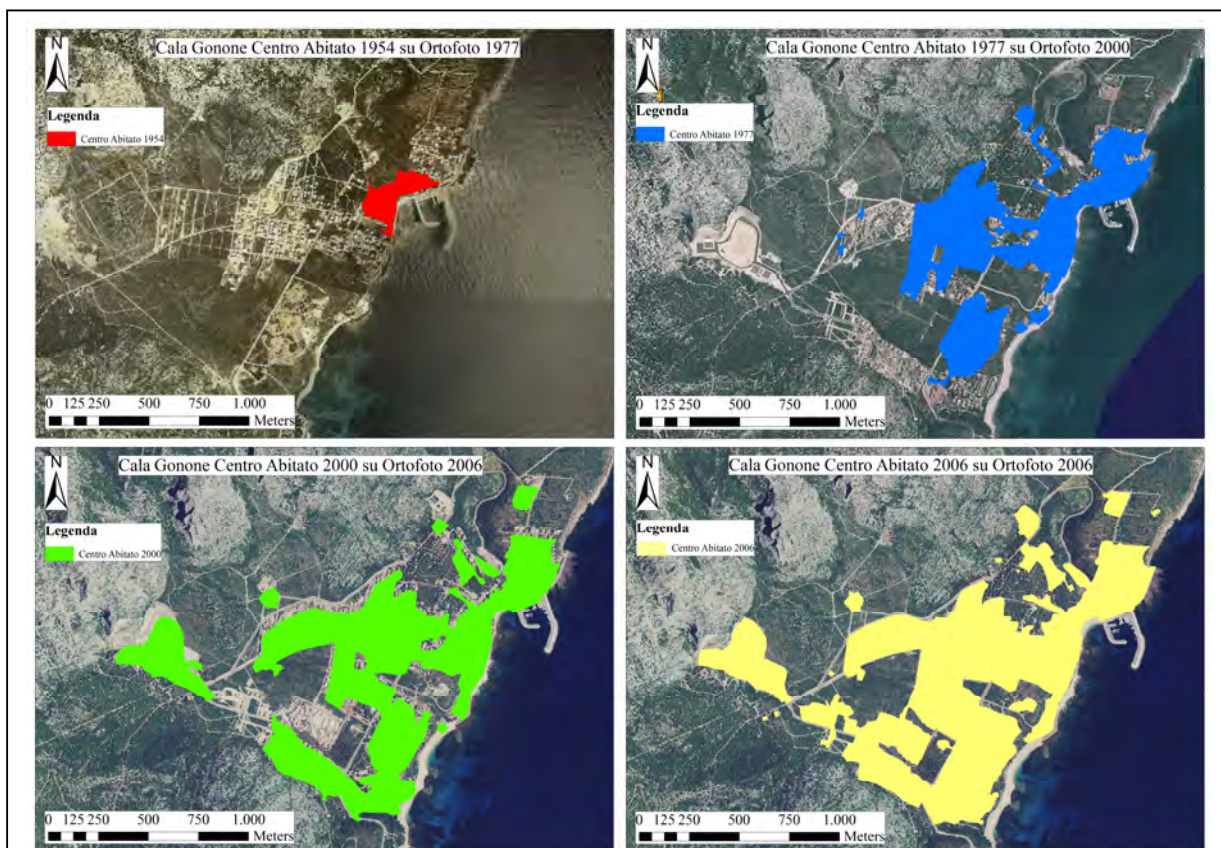 Cala Gonone Centro Abitato 1954 su Ortofoto 1977
N
Legenda
Centro Abitato 1954
0 125 250 500 750 1.000
Meters
Cala Gonone Centro Abitato 1977 su Ortofoto 2000
N
Legenda
Centro Abitato 1977
0 125 250 500 750 1.000
Meters
Cala Gonone Centro Abitato 2000 su Ortofoto 2006
N
Legenda
Centro Abitato 2000
0 125 250 500 750 1.000
Meters
Cala Gonone Centro Abitato 2006 su Ortofoto 2006
N
Legenda
Centro Abitato 2006
0 125 250 500 750 1.000
Meters